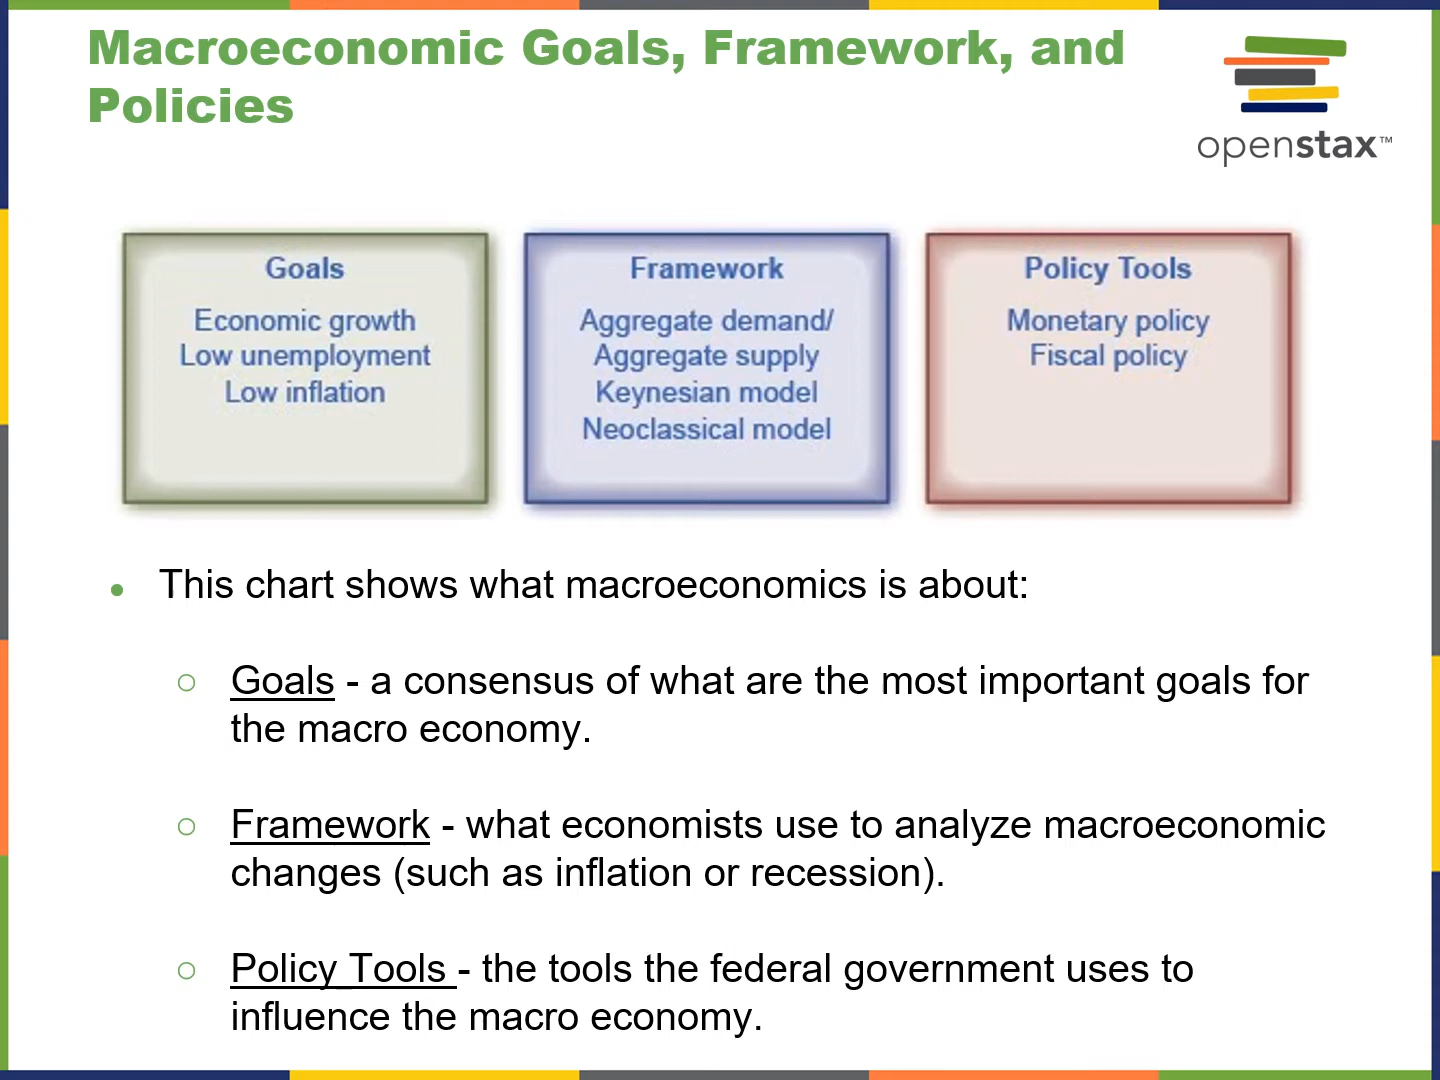 Macroeconomic Goals, Framework, and
Policies
openstax™
Goals
Economic growth
Low unemployment
Low inflation
Framework
Aggregate demand/
Aggregate supply
Keynesian model
Neoclassical model
Policy Tools
Monetary policy
Fiscal policy
● This chart shows what macroeconomics is about:
○ Goals - a consensus of what are the most important goals for
the macro economy.
○ Framework - what economists use to analyze macroeconomic
changes (such as inflation or recession).
○ Policy Tools - the tools the federal government uses to
influence the macro economy.